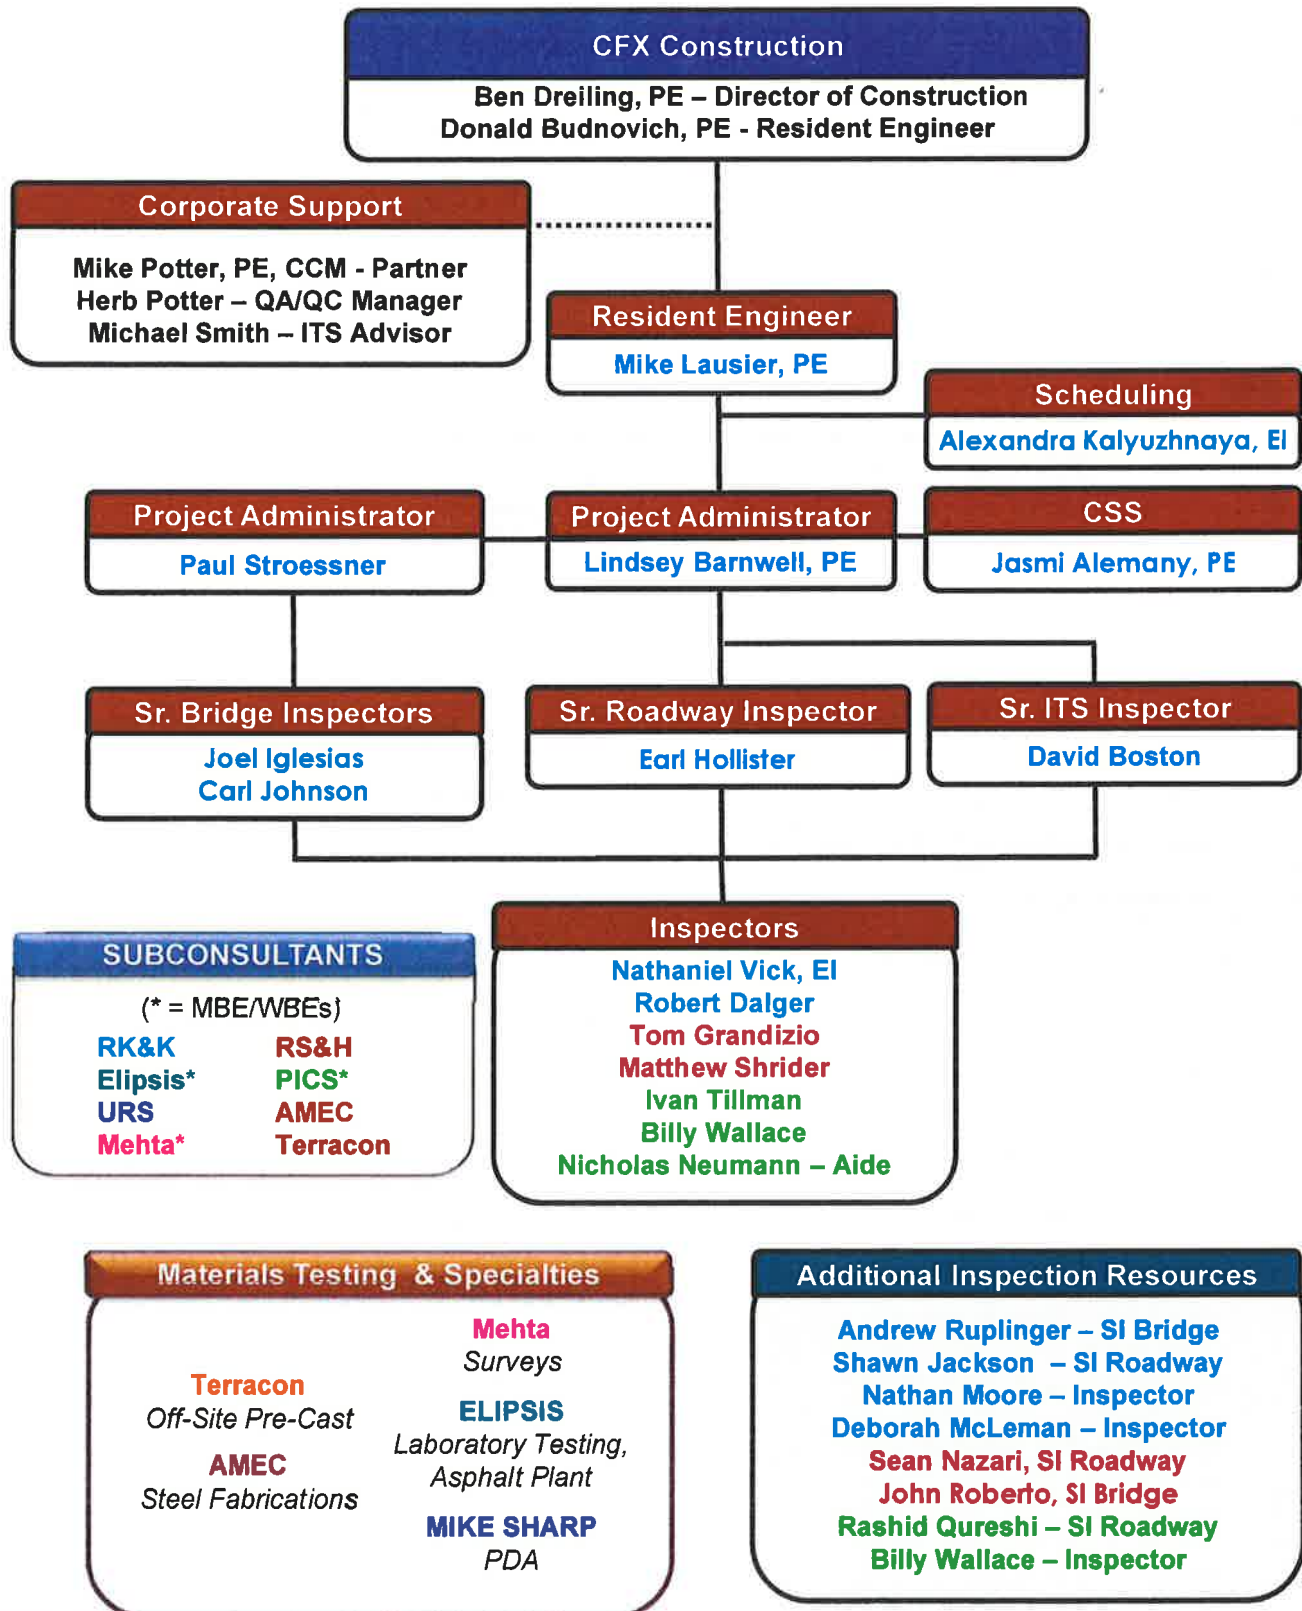 CFX Construction
Ben Dreiling, PE – Director of Construction
Donald Budnovich, PE - Resident Engineer
Corporate Support
Mike Potter, PE, CCM - Partner
Herb Potter – QA/QC Manager
Michael Smith – ITS Advisor
Resident Engineer
Mike Lausier, PE
Scheduling
Alexandra Kalyuzhnaya, EI
Project Administrator
Paul Stroessner
Project Administrator
Lindsey Barnwell, PE
CSS
Jasmi Alemany, PE
Sr. Bridge Inspectors
Joel Iglesias
Carl Johnson
Sr. Roadway Inspector
Earl Hollister
Sr. ITS Inspector
David Boston
SUBCONSULTANTS
(* = MBE/WBEs)
RK&K RS&H
Elipsis* PICS*
URS AMEC
Mehta* Terracon
Inspectors
Nathaniel Vick, EI
Robert Dalger
Tom Grandizio
Matthew Shrider
Ivan Tillman
Billy Wallace
Nicholas Neumann – Aide
Materials Testing & Specialties
Terracon
Off-Site Pre-Cast
AMEC
Steel Fabrications
Mehta
Surveys
ELIPSIS
Laboratory Testing,
Asphalt Plant
MIKE SHARP
PDA
Additional Inspection Resources
Andrew Ruplinger – SI Bridge
Shawn Jackson – SI Roadway
Nathan Moore – Inspector
Deborah McLeman – Inspector
Sean Nazari, SI Roadway
John Roberto, SI Bridge
Rashid Qureshi – SI Roadway
Billy Wallace – Inspector